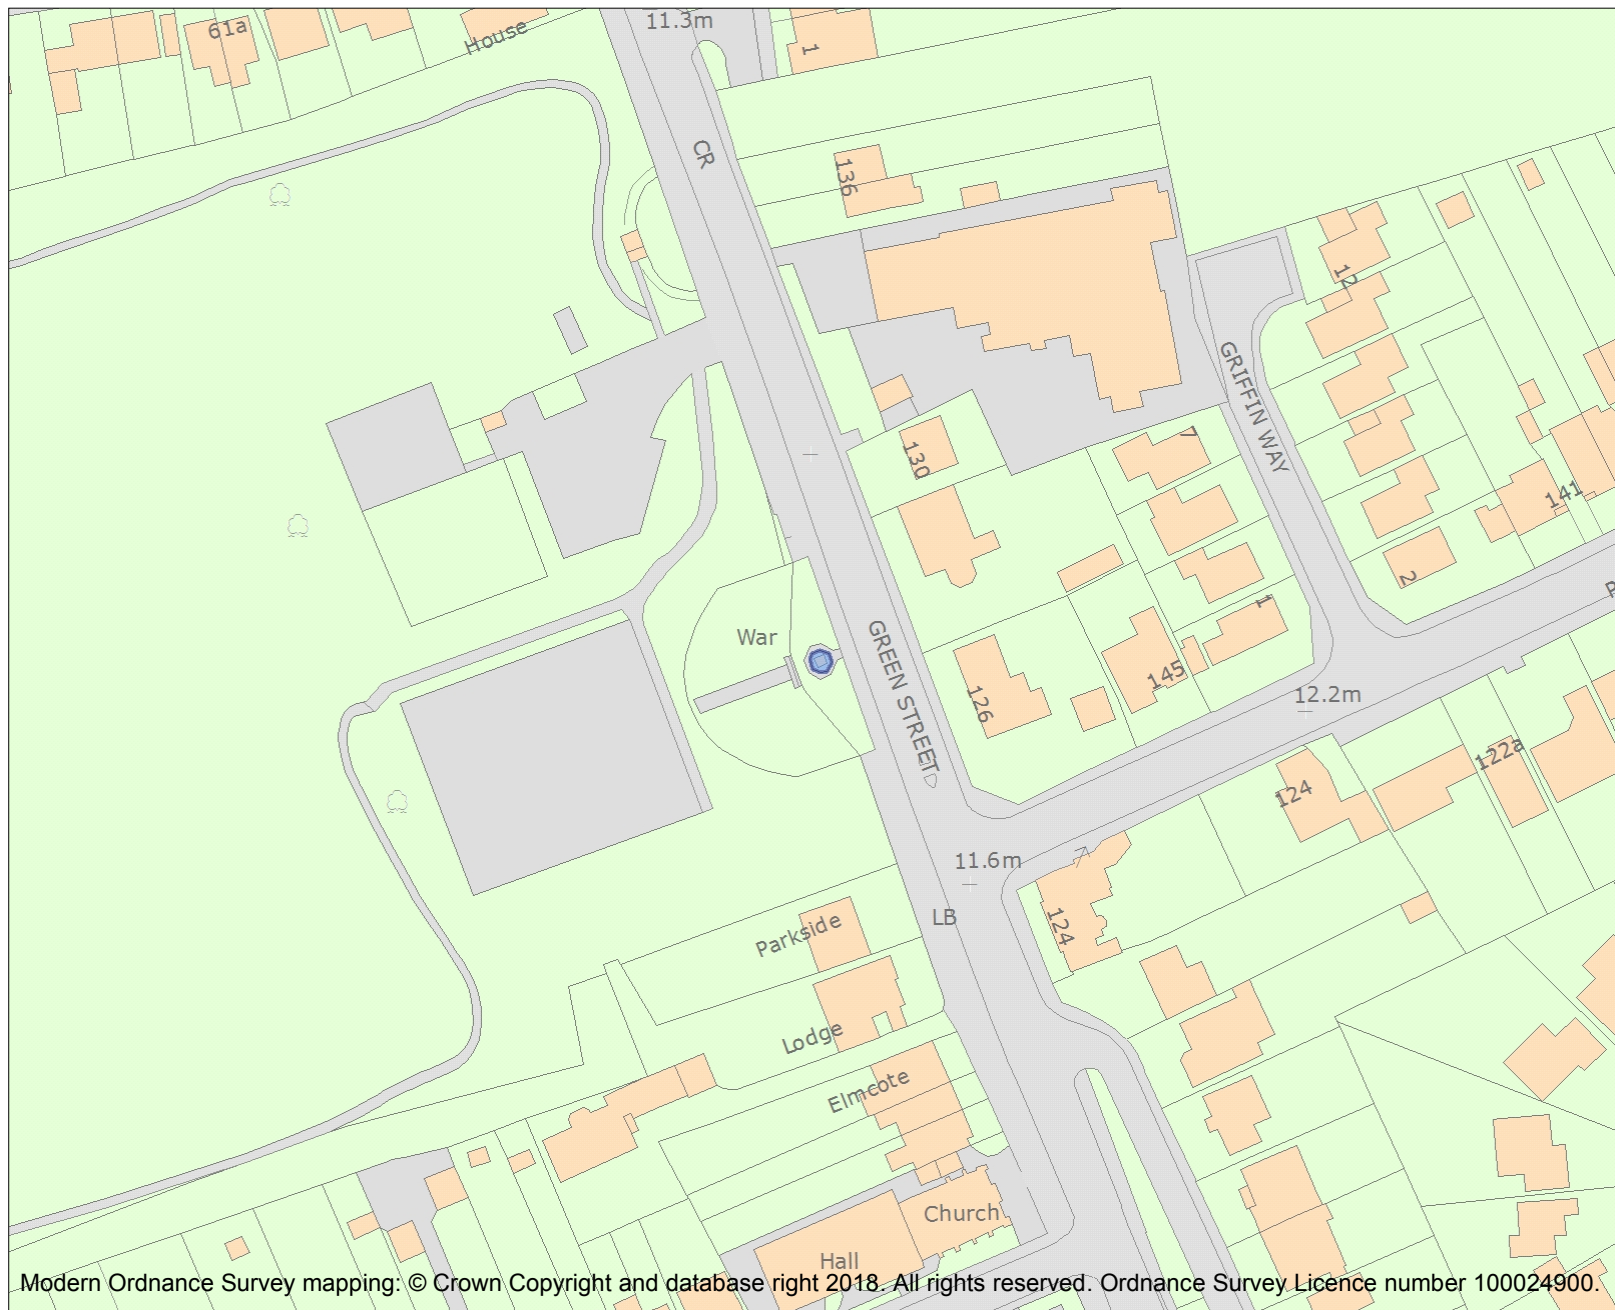 61a
House
11.3m
1
CR
136
12
GRIFFIN WAY
130
7
141
2
War
GREEN STREET
1
145
126
12.2m
122a
124
11.6m
124
LB
Parkside
Lodge
Elmcote
Church
Hall
Modern Ordnance Survey mapping: © Crown Copyright and database right 2018. All rights reserved. Ordnance Survey Licence number 100024900.